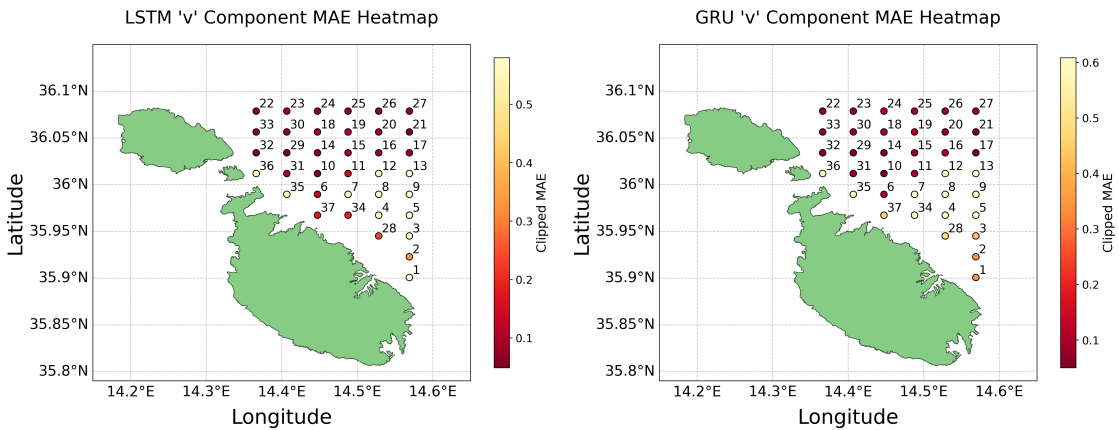 LSTM 'v' Component MAE Heatmap
36.1°N
36.05°N
36°N
35.95°N
35.9°N
35.85°N
35.8°N
Latitude
22 23 24 25 26 27
33 30 18 19 20 21
32 29 14 15 16 17
36 31 10 11 12 13
35 6 7 8 9
37 34 4 5
28 3
2
1
14.2°E 14.3°E 14.4°E 14.5°E 14.6°E
Longitude
0.5
0.4
0.3
0.2
0.1
Clipped MAE
GRU 'v' Component MAE Heatmap
36.1°N
36.05°N
36°N
35.95°N
35.9°N
35.85°N
35.8°N
Latitude
22 23 24 25 26 27
33 30 18 19 20 21
32 29 14 15 16 17
36 31 10 11 12 13
35 6 7 8 9
37 34 4 5
28 3
2
1
14.2°E 14.3°E 14.4°E 14.5°E 14.6°E
Longitude
0.6
0.5
0.4
0.3
0.2
0.1
Clipped MAE